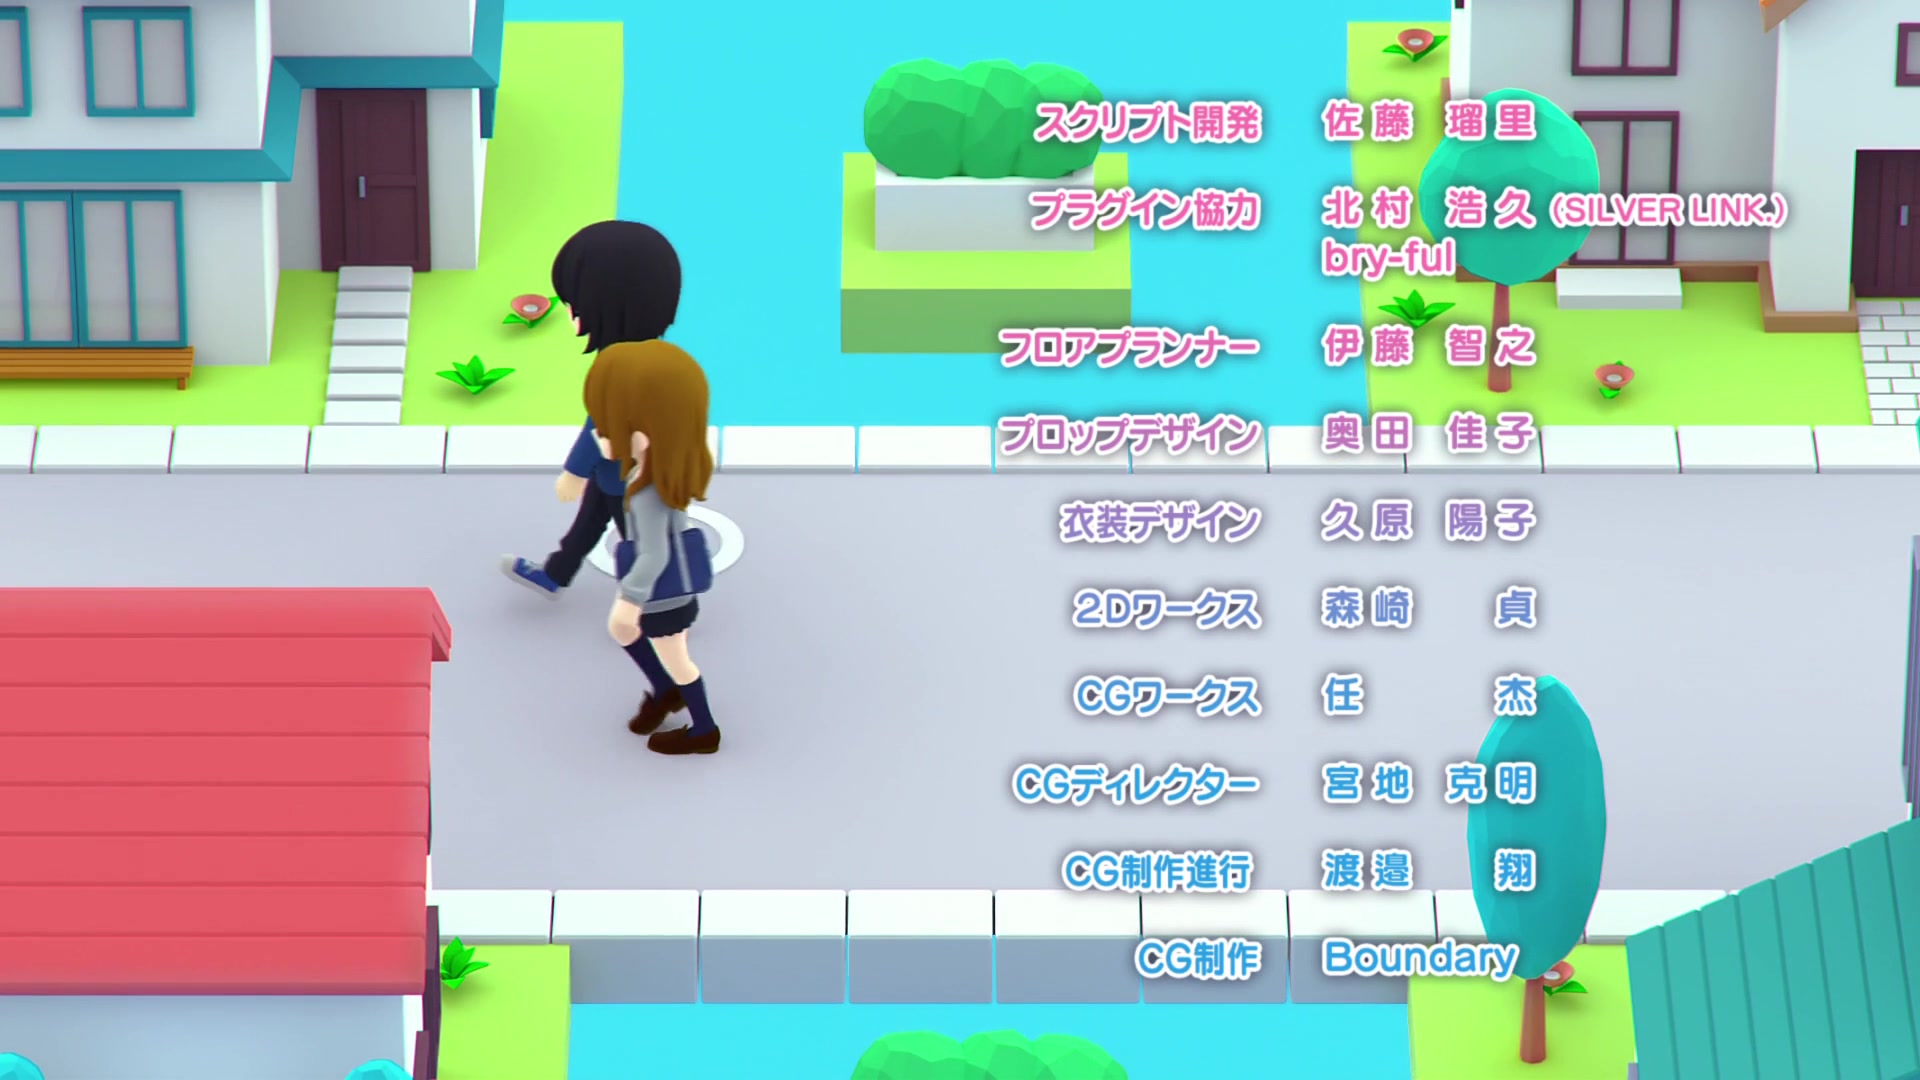 スクリプト開発 佐藤 瑠里
プラグイン協力 北村 浩久 (SILVER LINK.)
bry-ful
フロアプランナー 伊藤 智之
プロップデザイン 奥田 佳子
衣装デザイン 久原 陽子
2Dワークス 森崎 貞
CGワークス 任 杰
CGディレクター 宮地 克明
CG制作進行 渡邉 翔
CG制作 Boundary